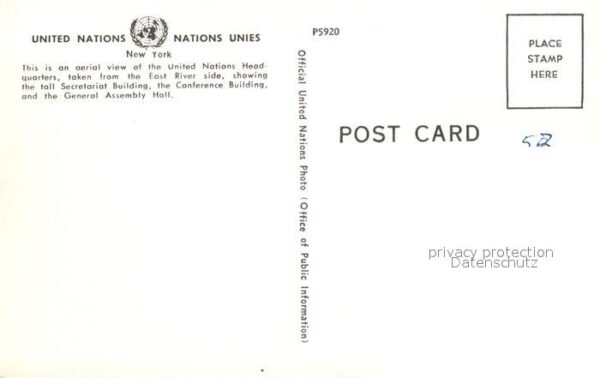 UNITED NATIONS NATIONS UNIES
New York
This is an aerial view of the United Nations Head-
quarters, taken from the East River side, showing
the tall Secretariat Building, the Conference Building,
and the General Assembly Hall.
P5920
Official United Nations Photo (Office of Public Information)
PLACE
STAMP
HERE
POST CARD
privacy protection
Datenschutz